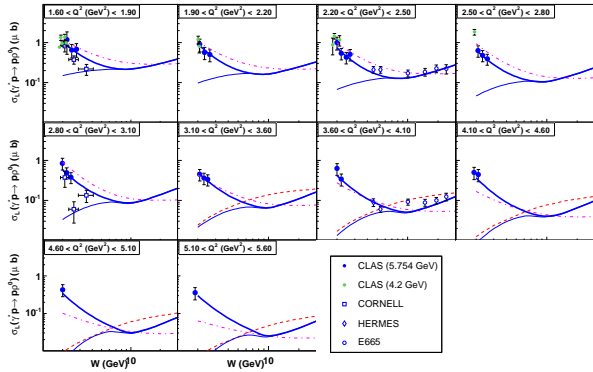 1.60 < Q² (GeV²) < 1.90
1.90 < Q² (GeV²) < 2.20
2.20 < Q² (GeV²) < 2.50
2.50 < Q² (GeV²) < 2.80
σL(γ*p→ pρ⁰) (μ b)
1
10⁻¹
2.80 < Q² (GeV²) < 3.10
3.10 < Q² (GeV²) < 3.60
3.60 < Q² (GeV²) < 4.10
4.10 < Q² (GeV²) < 4.60
σL(γ*p→ pρ⁰) (μ b)
1
10⁻¹
4.60 < Q² (GeV²) < 5.10
5.10 < Q² (GeV²) < 5.60
σL(γ*p→ pρ⁰) (μ b)
1
10⁻¹
CLAS (5.754 GeV)
CLAS (4.2 GeV)
CORNELL
HERMES
E665
W (GeV) 10
W (GeV) 10